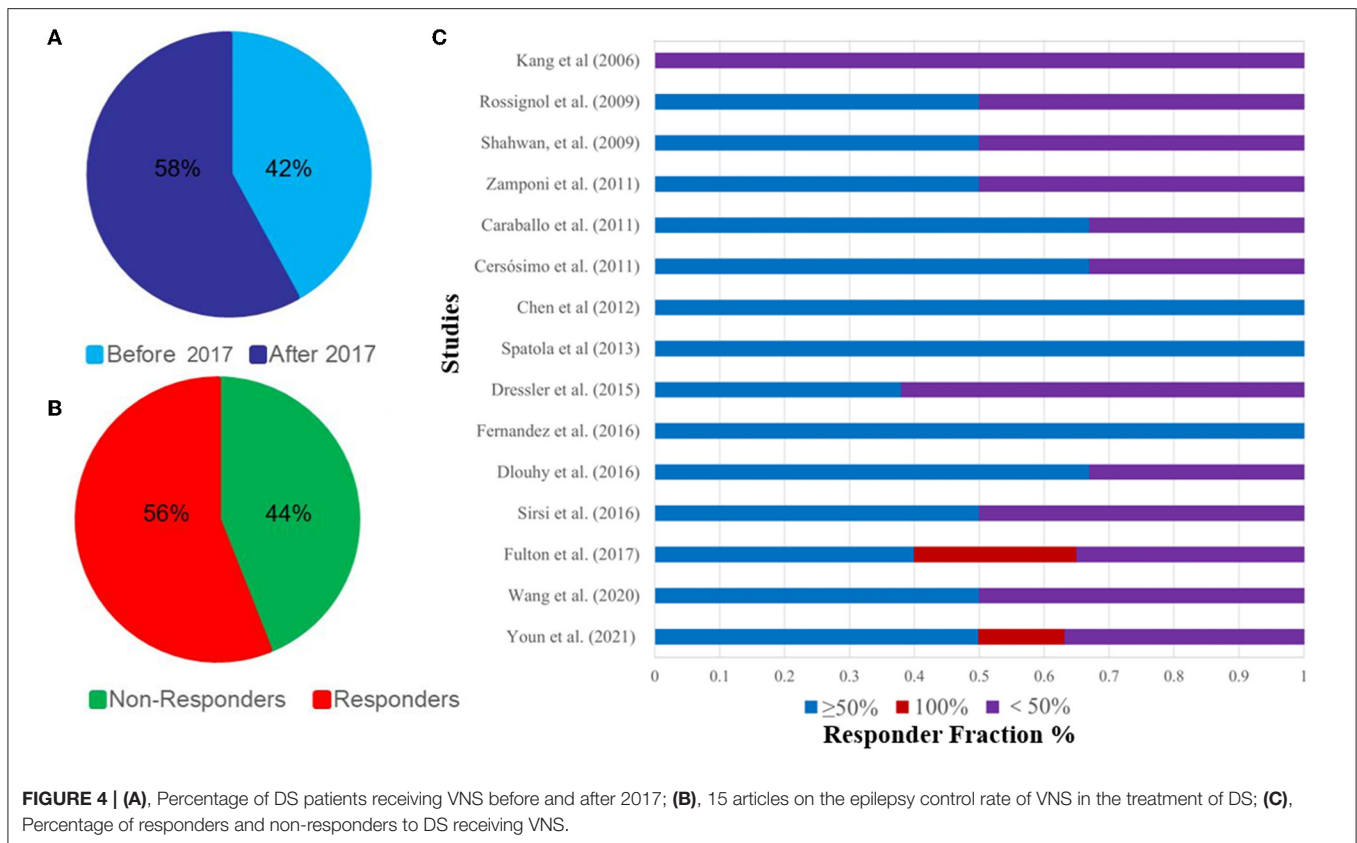 A
58%
42%
Before 2017 After 2017
B
56%
44%
Non-Responders Responders
C
Studies
Kang et al (2006)
Rossignol et al. (2009)
Shahwan, et al. (2009)
Zamponi et al. (2011)
Caraballo et al. (2011)
Cersósimo et al. (2011)
Chen et al (2012)
Spatola et al (2013)
Dressler et al. (2015)
Fernandez et al. (2016)
Dlouhy et al. (2016)
Sirsi et al. (2016)
Fulton et al. (2017)
Wang et al. (2020)
Youn et al. (2021)
0 0.1 0.2 0.3 0.4 0.5 0.6 0.7 0.8 0.9 1
≥50% 100% < 50%
Responder Fraction %
FIGURE 4 | (A), Percentage of DS patients receiving VNS before and after 2017; (B), 15 articles on the epilepsy control rate of VNS in the treatment of DS; (C),
Percentage of responders and non-responders to DS receiving VNS.